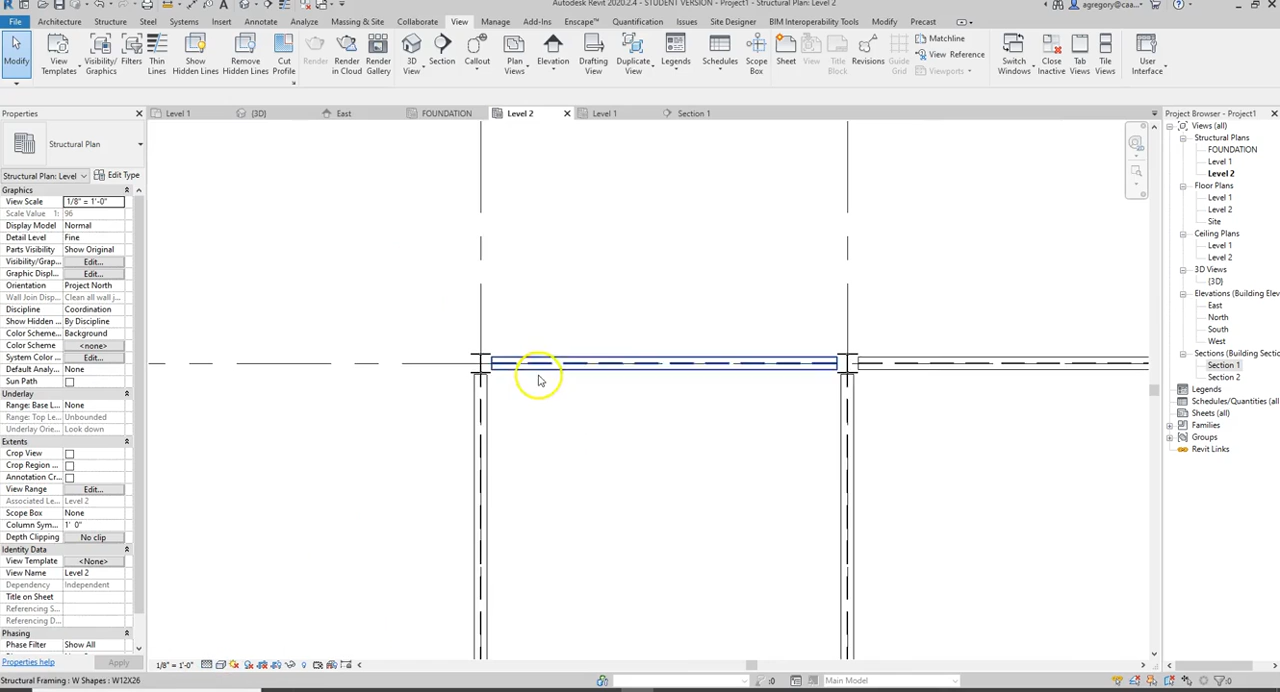 Autodesk Revit 2020.2.4 - STUDENT VERSION - Project1 - Structural Plan: Level 2
agregory@caa...
File Architecture Structure Steel Systems Insert Annotate Analyze Massing & Site Collaborate View Manage Add-Ins Enscape™ Quantification Issues Site Designer BIM Interoperability Tools Modify Precast
Modify
View Templates
Visibility/ Graphics
Filters
Thin Lines
Show Hidden Lines
Remove Hidden Lines
Cut Profile
Render
Render in Cloud
Render Gallery
3D View
Section
Callout
Plan Views
Elevation
Drafting View
Duplicate View
Legends
Schedules
Scope Box
Sheet
View
Title Block
Revisions
Guide Grid
Matchline
View Reference
Viewports
Switch Windows
Close Inactive
Tab Views
Tile Views
User Interface
Properties
Level 1
{3D}
East
FOUNDATION
Level 2
Level 1
Section 1
Project Browser - Project1
Structural Plan
Structural Plan: Level
Edit Type
Graphics
View Scale 1/8" = 1'-0"
Scale Value 1: 96
Display Model Normal
Detail Level Fine
Parts Visibility Show Original
Visibility/Grap... Edit...
Graphic Displ... Edit...
Orientation Project North
Wall Join Disp... Clean all wall j...
Discipline Coordination
Show Hidden ... By Discipline
Color Scheme... Background
Color Scheme <none>
System Color ... Edit...
Default Analy... None
Sun Path
Underlay
Range: Base L... None
Range: Top Le... Unbounded
Underlay Orie... Look down
Extents
Crop View
Crop Region ...
Annotation Cr...
View Range Edit...
Associated Le... Level 2
Scope Box None
Column Sym... 1' 0"
Depth Clipping No clip
Identity Data
View Template <None>
View Name Level 2
Dependency Independent
Title on Sheet
Referencing S...
Referencing D...
Phasing
Phase Filter Show All
Properties help
Apply
Views (all)
Structural Plans
FOUNDATION
Level 1
Level 2
Floor Plans
Level 1
Level 2
Site
Ceiling Plans
Level 1
Level 2
3D Views
{3D}
Elevations (Building Elev
East
North
South
West
Sections (Building Sectio
Section 1
Section 2
Legends
Schedules/Quantities (all
Sheets (all)
Families
Groups
Revit Links
1/8" = 1'-0"
Structural Framing : W Shapes : W12X26
:0
Main Model
:0